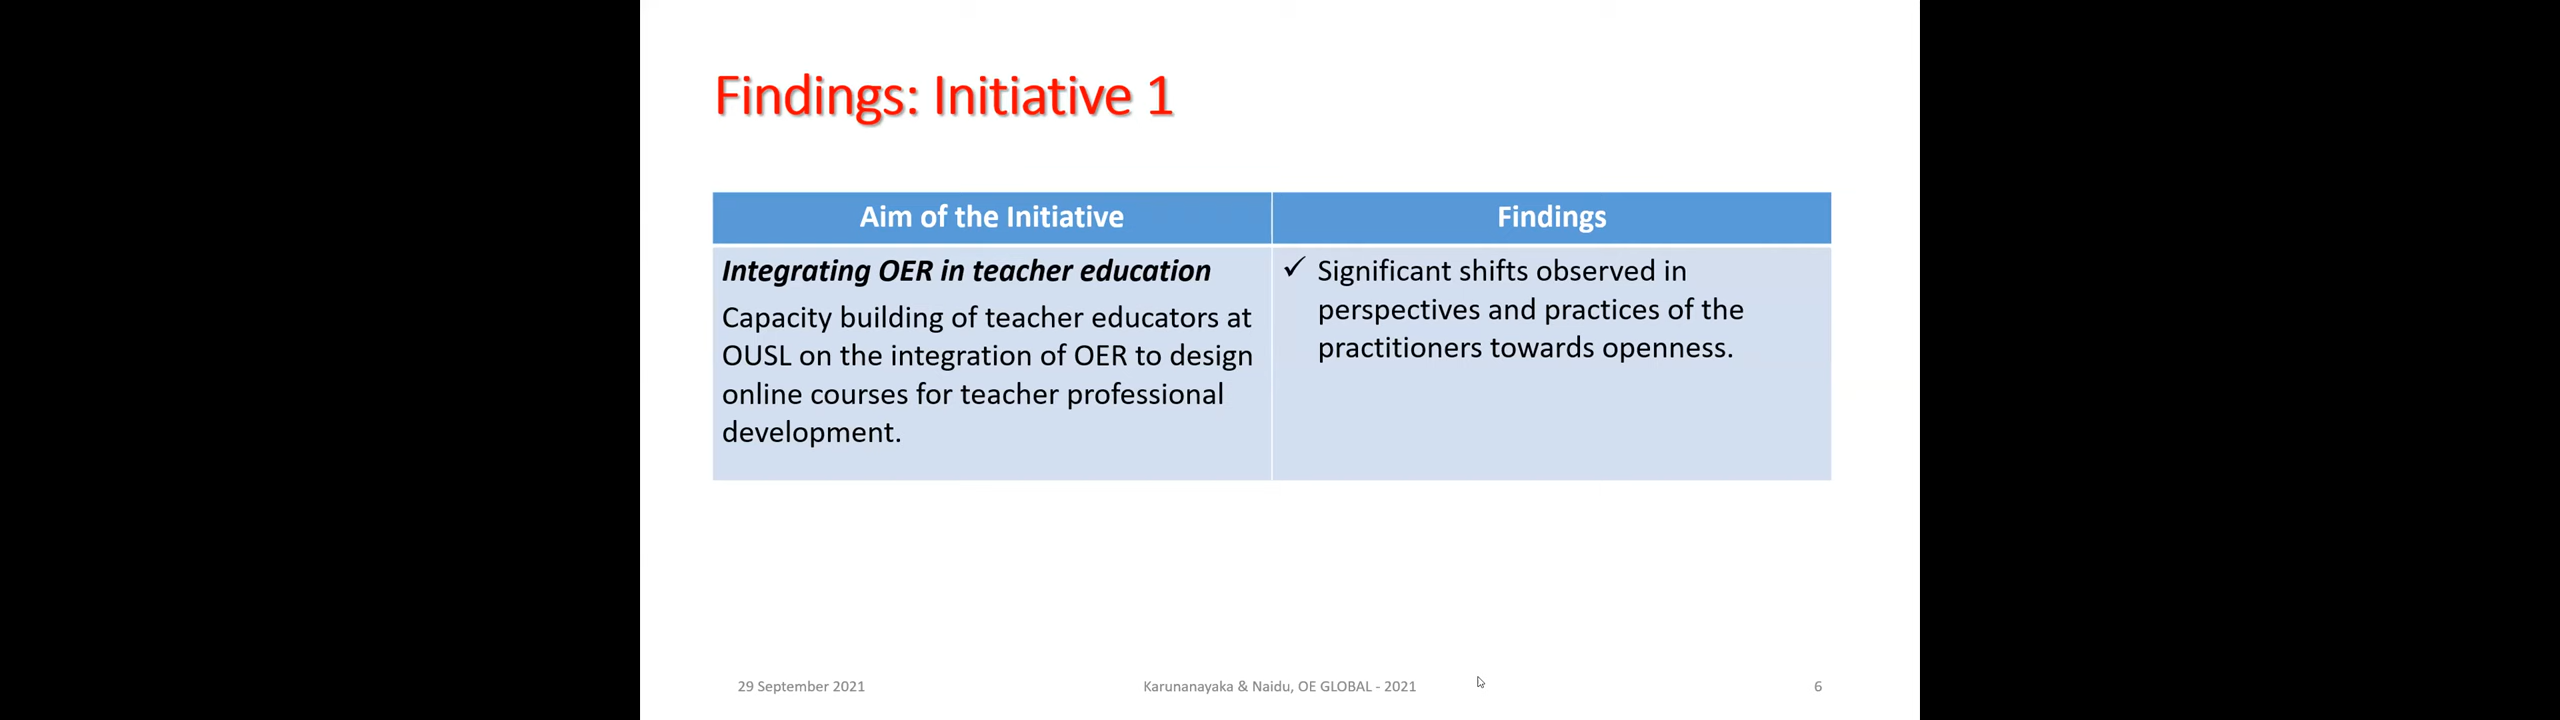 Findings: Initiative 1
Aim of the Initiative
Findings
Integrating OER in teacher education
Capacity building of teacher educators at
OUSL on the integration of OER to design
online courses for teacher professional
development.
✓ Significant shifts observed in
perspectives and practices of the
practitioners towards openness.
29 September 2021
Karunanayaka & Naidu, OE GLOBAL - 2021
6